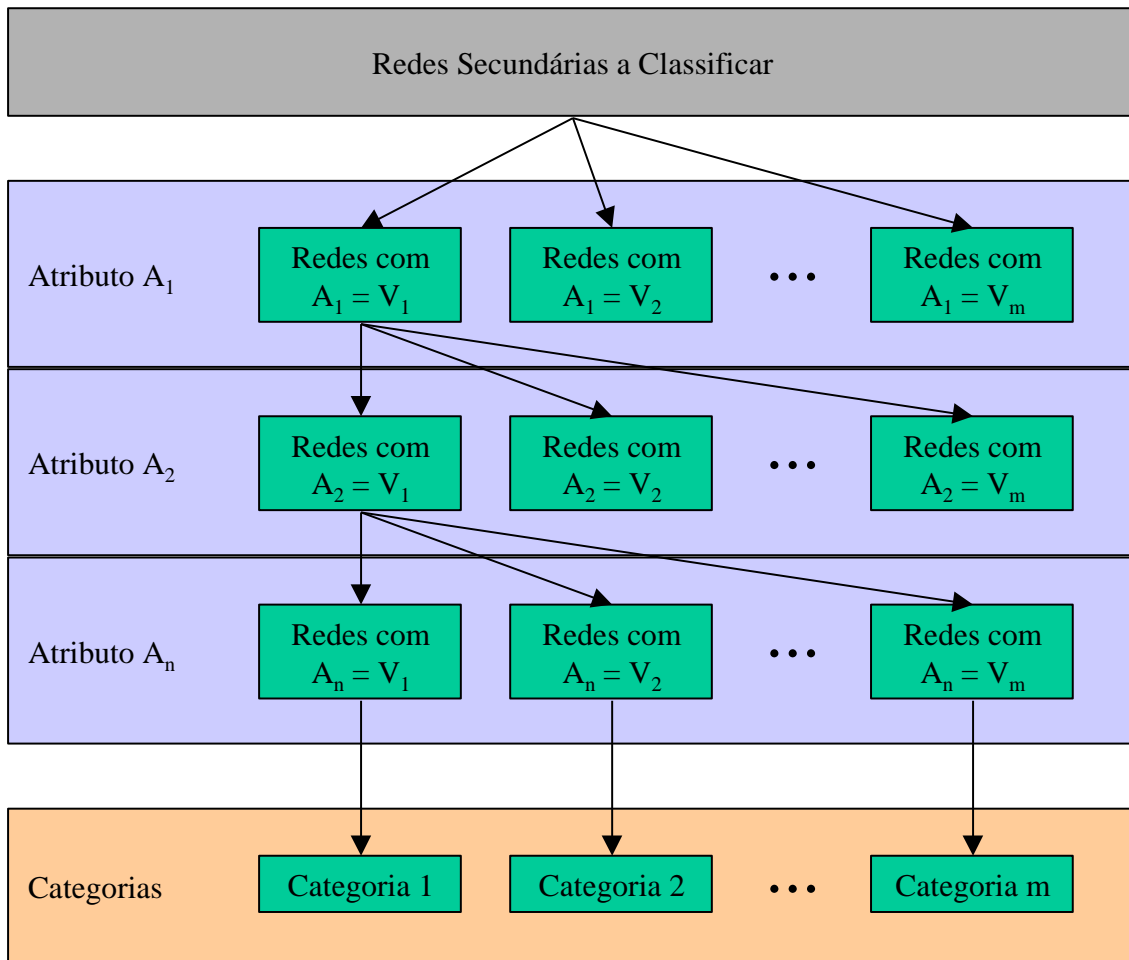 Redes Secundárias a Classificar
Atributo A₁
Redes com
A₁ = V₁
Redes com
A₁ = V₂
•••
Redes com
A₁ = Vₘ
Atributo A₂
Redes com
A₂ = V₁
Redes com
A₂ = V₂
•••
Redes com
A₂ = Vₘ
Atributo Aₙ
Redes com
Aₙ = V₁
Redes com
Aₙ = V₂
•••
Redes com
Aₙ = Vₘ
Categorias
Categoria 1
Categoria 2
•••
Categoria m